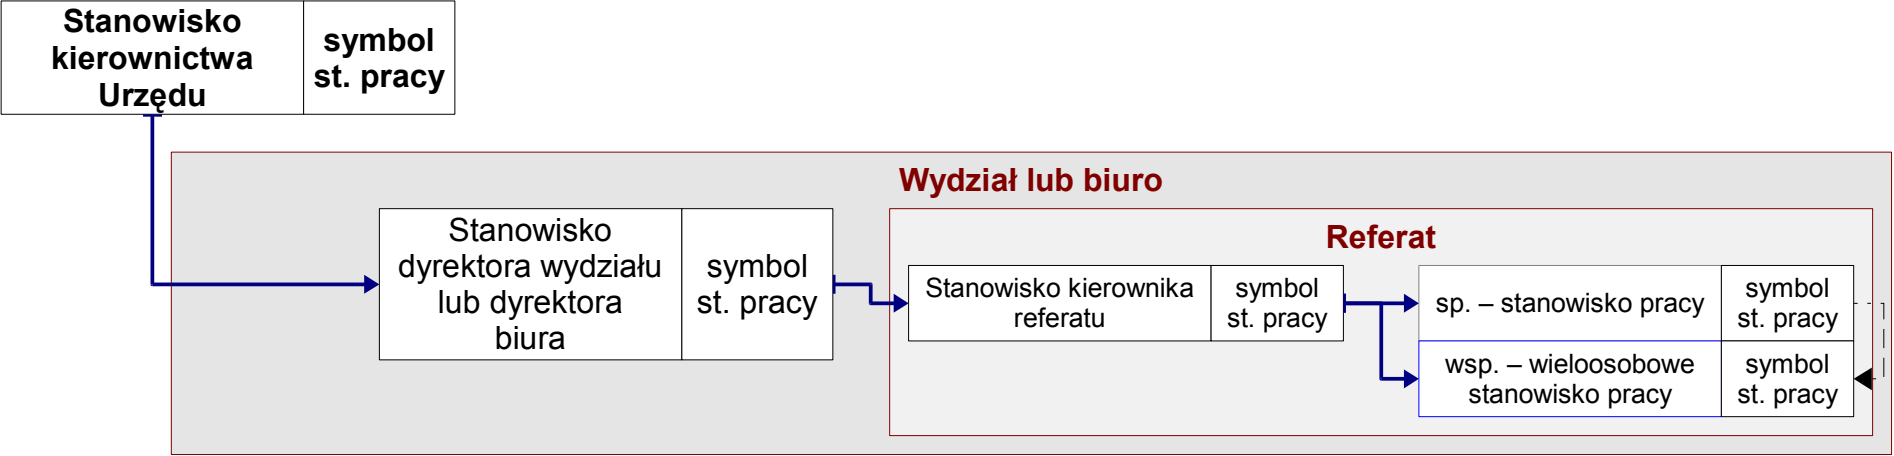 Stanowisko
kierownictwa
Urzędu
symbol
st. pracy
Wydział lub biuro
Stanowisko
dyrektora wydziału
lub dyrektora
biura
symbol
st. pracy
Referat
Stanowisko kierownika
referatu
symbol
st. pracy
sp. – stanowisko pracy
symbol
st. pracy
wsp. – wieloosobowe
stanowisko pracy
symbol
st. pracy